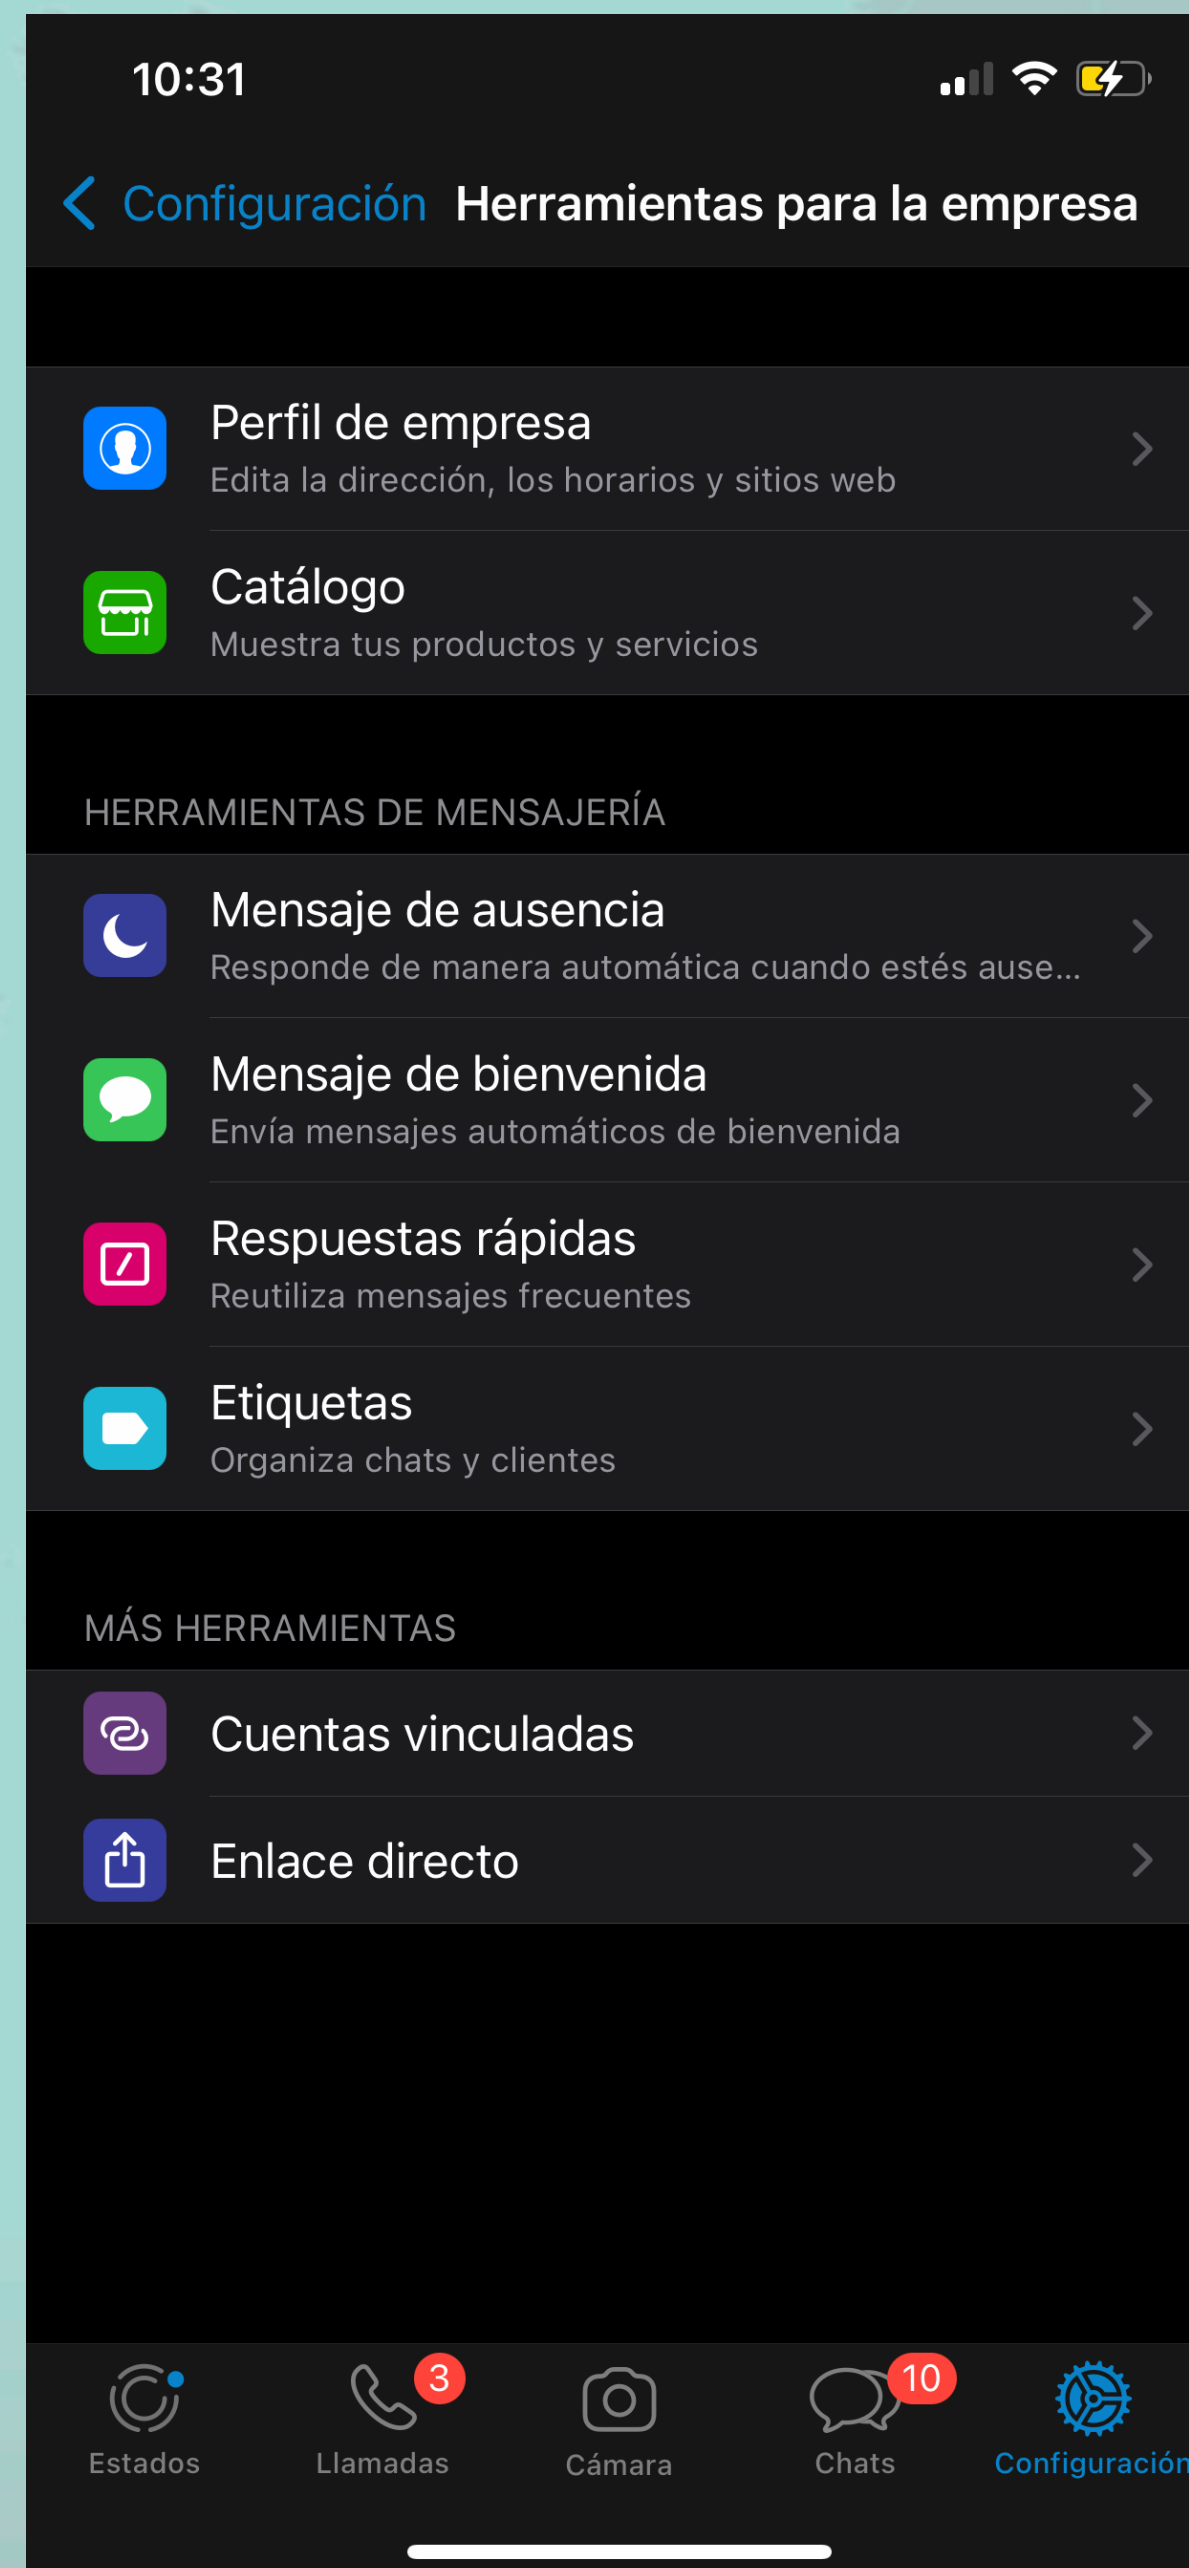 10:31
Configuración Herramientas para la empresa
Perfil de empresa
Edita la dirección, los horarios y sitios web
Catálogo
Muestra tus productos y servicios
HERRAMIENTAS DE MENSAJERÍA
Mensaje de ausencia
Responde de manera automática cuando estés ause...
Mensaje de bienvenida
Envía mensajes automáticos de bienvenida
Respuestas rápidas
Reutiliza mensajes frecuentes
Etiquetas
Organiza chats y clientes
MÁS HERRAMIENTAS
Cuentas vinculadas
Enlace directo
3 10
Estados Llamadas Cámara Chats Configuración